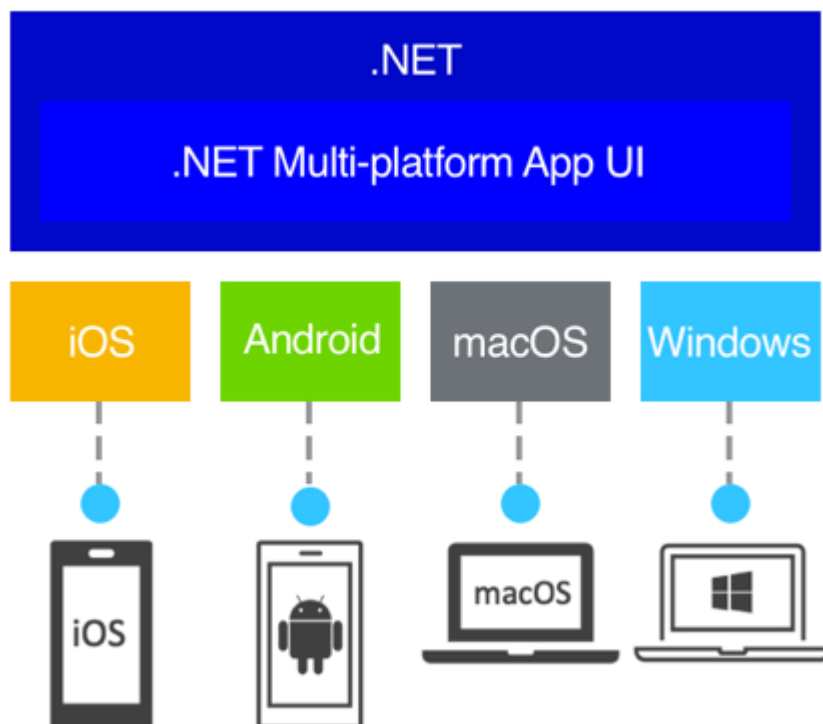 .NET
.NET Multi-platform App UI
iOS
Android
macOS
Windows
iOS
macOS